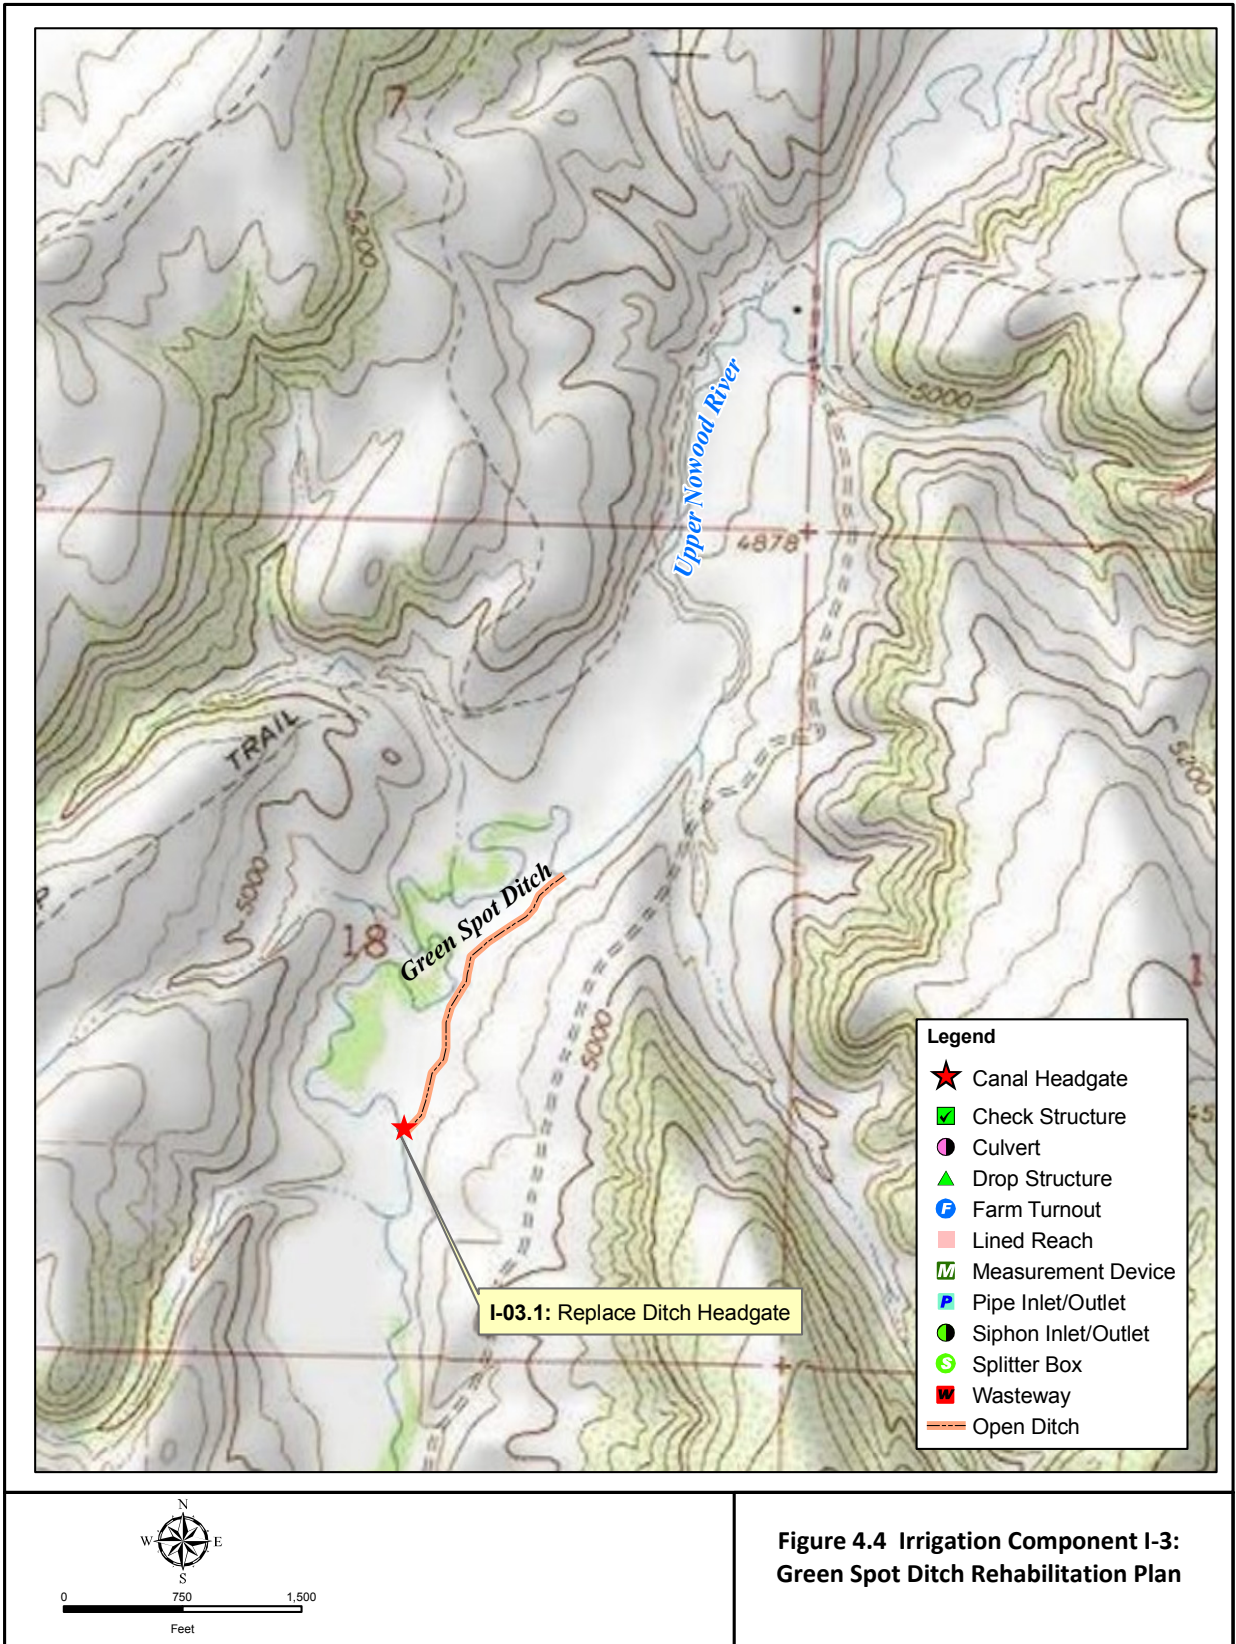 7
5200
5000
Upper Nowood River
4878
TRAIL
5200
5000
P
18
Green Spot Ditch
1
5000
I-03.1: Replace Ditch Headgate
Legend
Canal Headgate
Check Structure
Culvert
Drop Structure
F Farm Turnout
Lined Reach
M Measurement Device
P Pipe Inlet/Outlet
Siphon Inlet/Outlet
S Splitter Box
W Wasteway
Open Ditch
N
W E
S
0 750 1,500
Feet
Figure 4.4 Irrigation Component I-3:
Green Spot Ditch Rehabilitation Plan